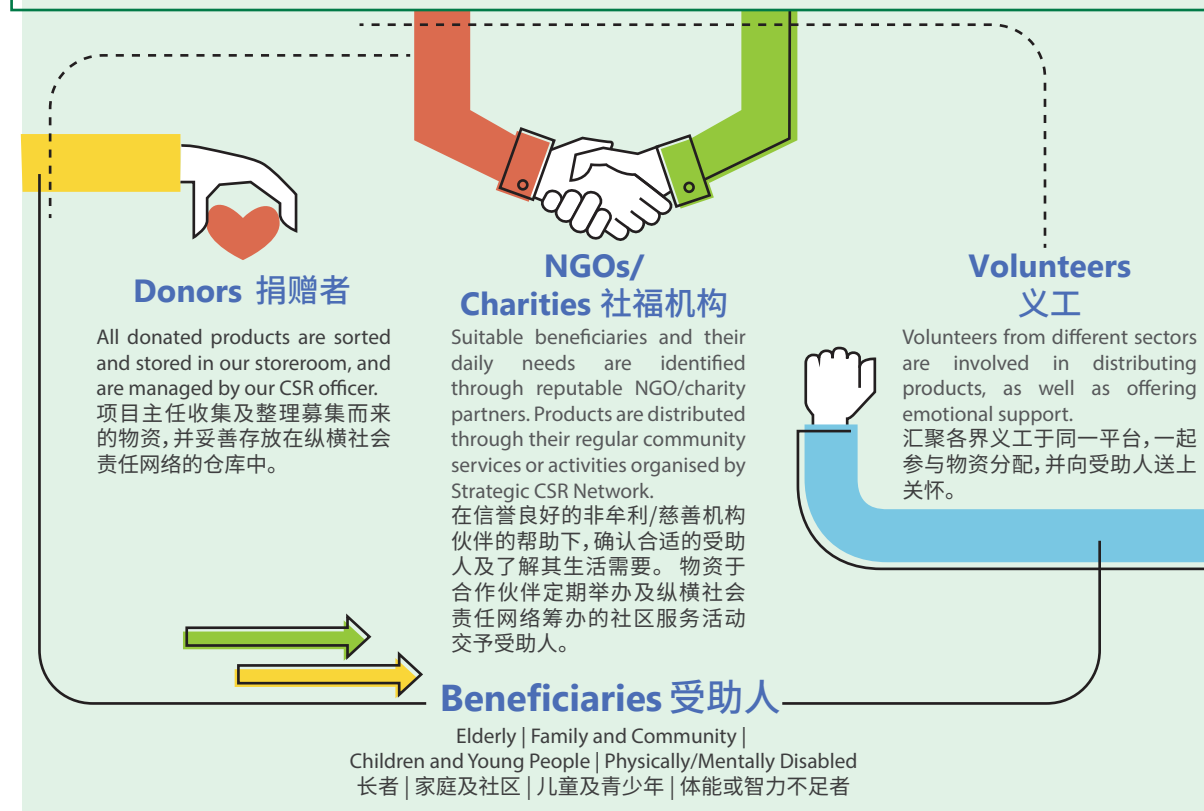 Donors 捐赠者
All donated products are sorted
and stored in our storeroom, and
are managed by our CSR officer.
项目主任收集及整理募集而来
的物资，并妥善存放在纵横社会
责任网络的仓库中。
NGOs/
Charities 社福机构
Suitable beneficiaries and their
daily needs are identified
through reputable NGO/charity
partners. Products are distributed
through their regular community
services or activities organised by
Strategic CSR Network.
在信誉良好的非牟利/慈善机构
伙伴的帮助下，确认合适的受助
人及了解其生活需要。 物资于
合作伙伴定期举办及纵横社会
责任网络筹办的社区服务活动
交予受助人。
Volunteers
义工
Volunteers from different sectors
are involved in distributing
products, as well as offering
emotional support.
汇聚各界义工于同一平台，一起
参与物资分配，并向受助人送上
关怀。
Beneficiaries 受助人
Elderly | Family and Community |
Children and Young People | Physically/Mentally Disabled
长者 | 家庭及社区 | 儿童及青少年 | 体能或智力不足者